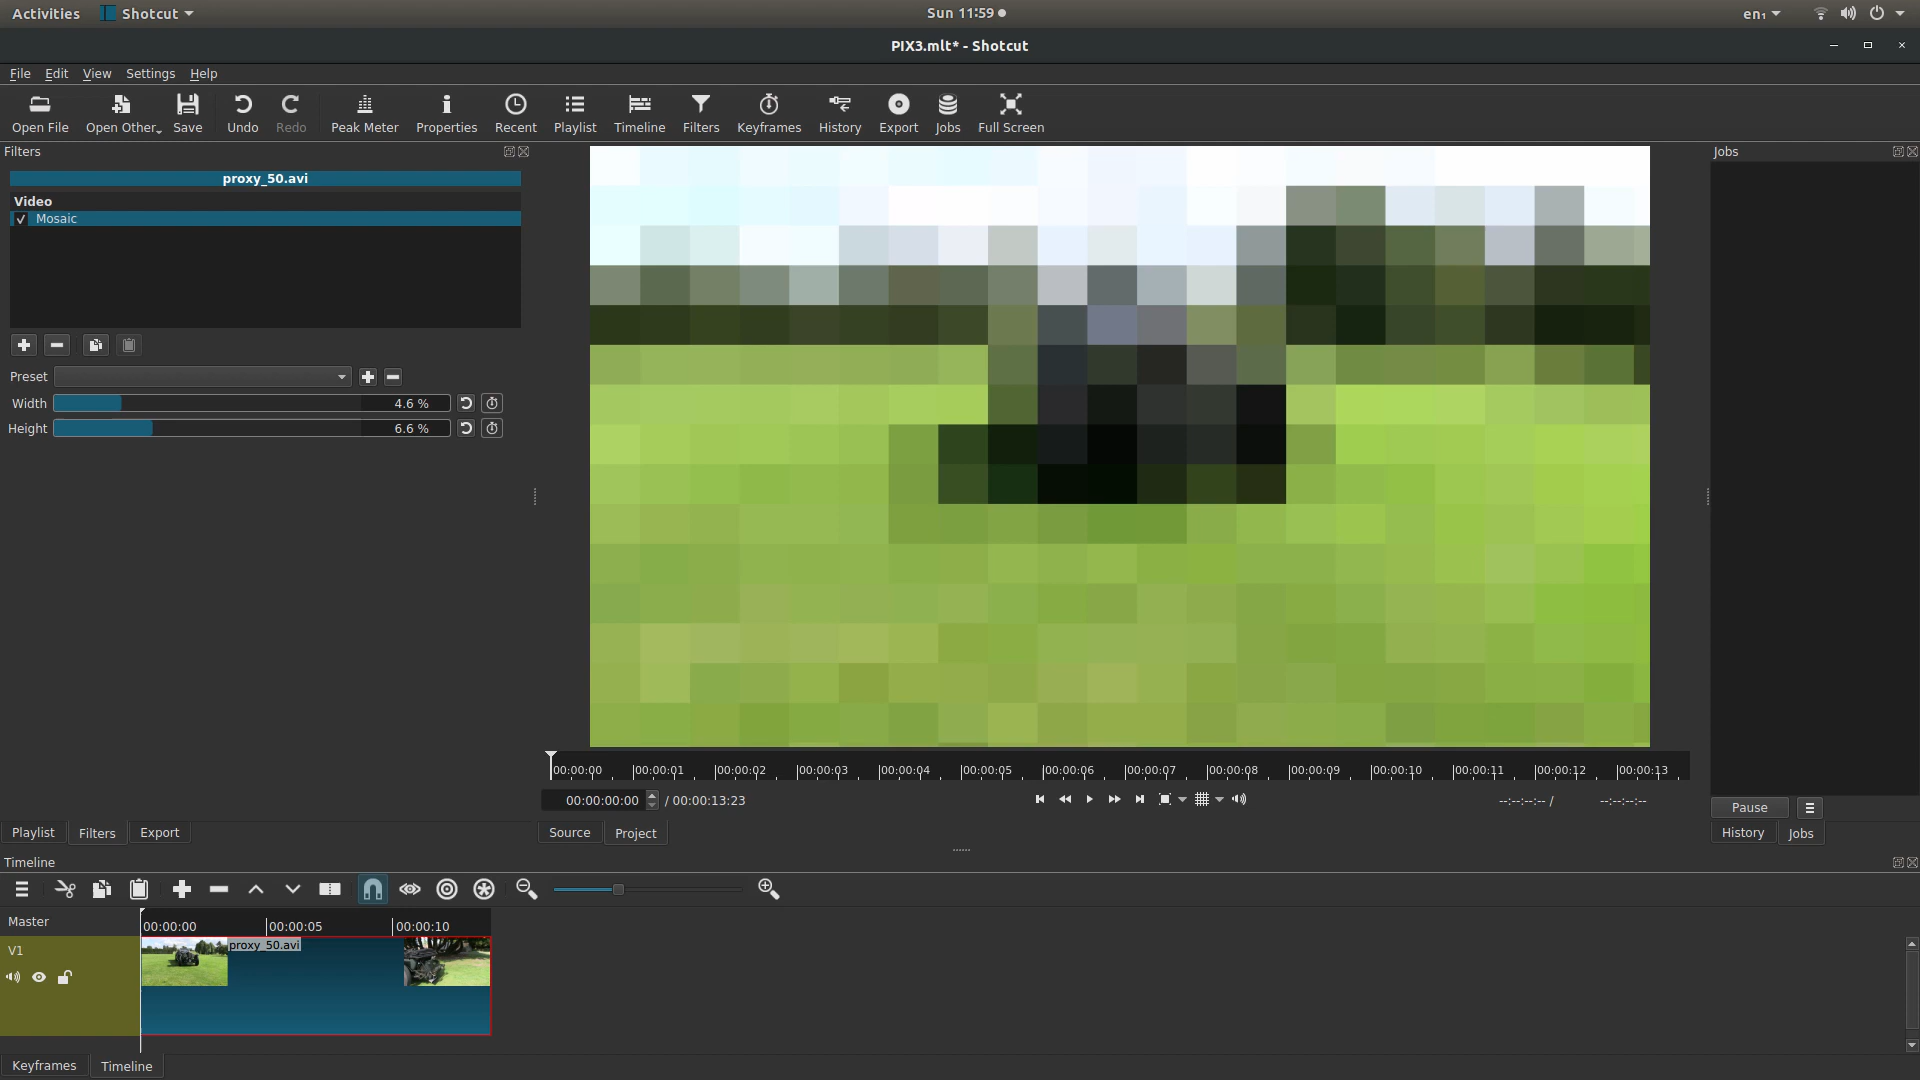 Activities Shotcut Sun 11:59 en₁
PIX3.mlt* - Shotcut
File Edit View Settings Help
Open File Open Other... Save Undo Redo Peak Meter Properties Recent Playlist Timeline Filters Keyframes History Export Jobs Full Screen
Filters
Jobs
proxy_50.avi
Video
Mosaic
Preset
Width 4.6 %
Height 6.6 %
00:00:00 00:00:01 00:00:02 00:00:03 00:00:04 00:00:05 00:00:06 00:00:07 00:00:08 00:00:09 00:00:10 00:00:11 00:00:12 00:00:13
00:00:00:00 / 00:00:13:23 --:--:--:-- / --:--:--:--
Pause
Playlist Filters Export Source Project History Jobs
Timeline
Master 00:00:00 00:00:05 00:00:10
V1 proxy_50.avi
Keyframes Timeline